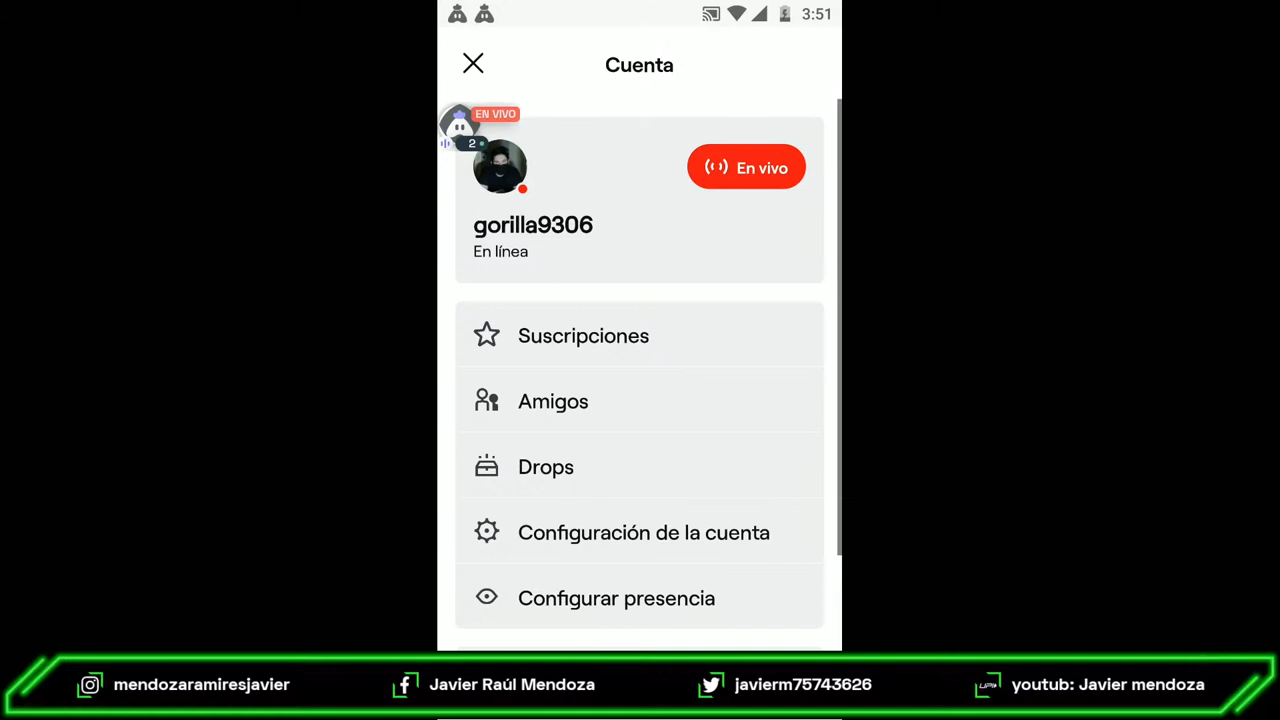 3:51
Cuenta
EN VIVO
2
En vivo
gorilla9306
En línea
Suscripciones
Amigos
Drops
Configuración de la cuenta
Configurar presencia
mendozaramiresjavier
Javier Raúl Mendoza
javierm75743626
youtub: Javier mendoza